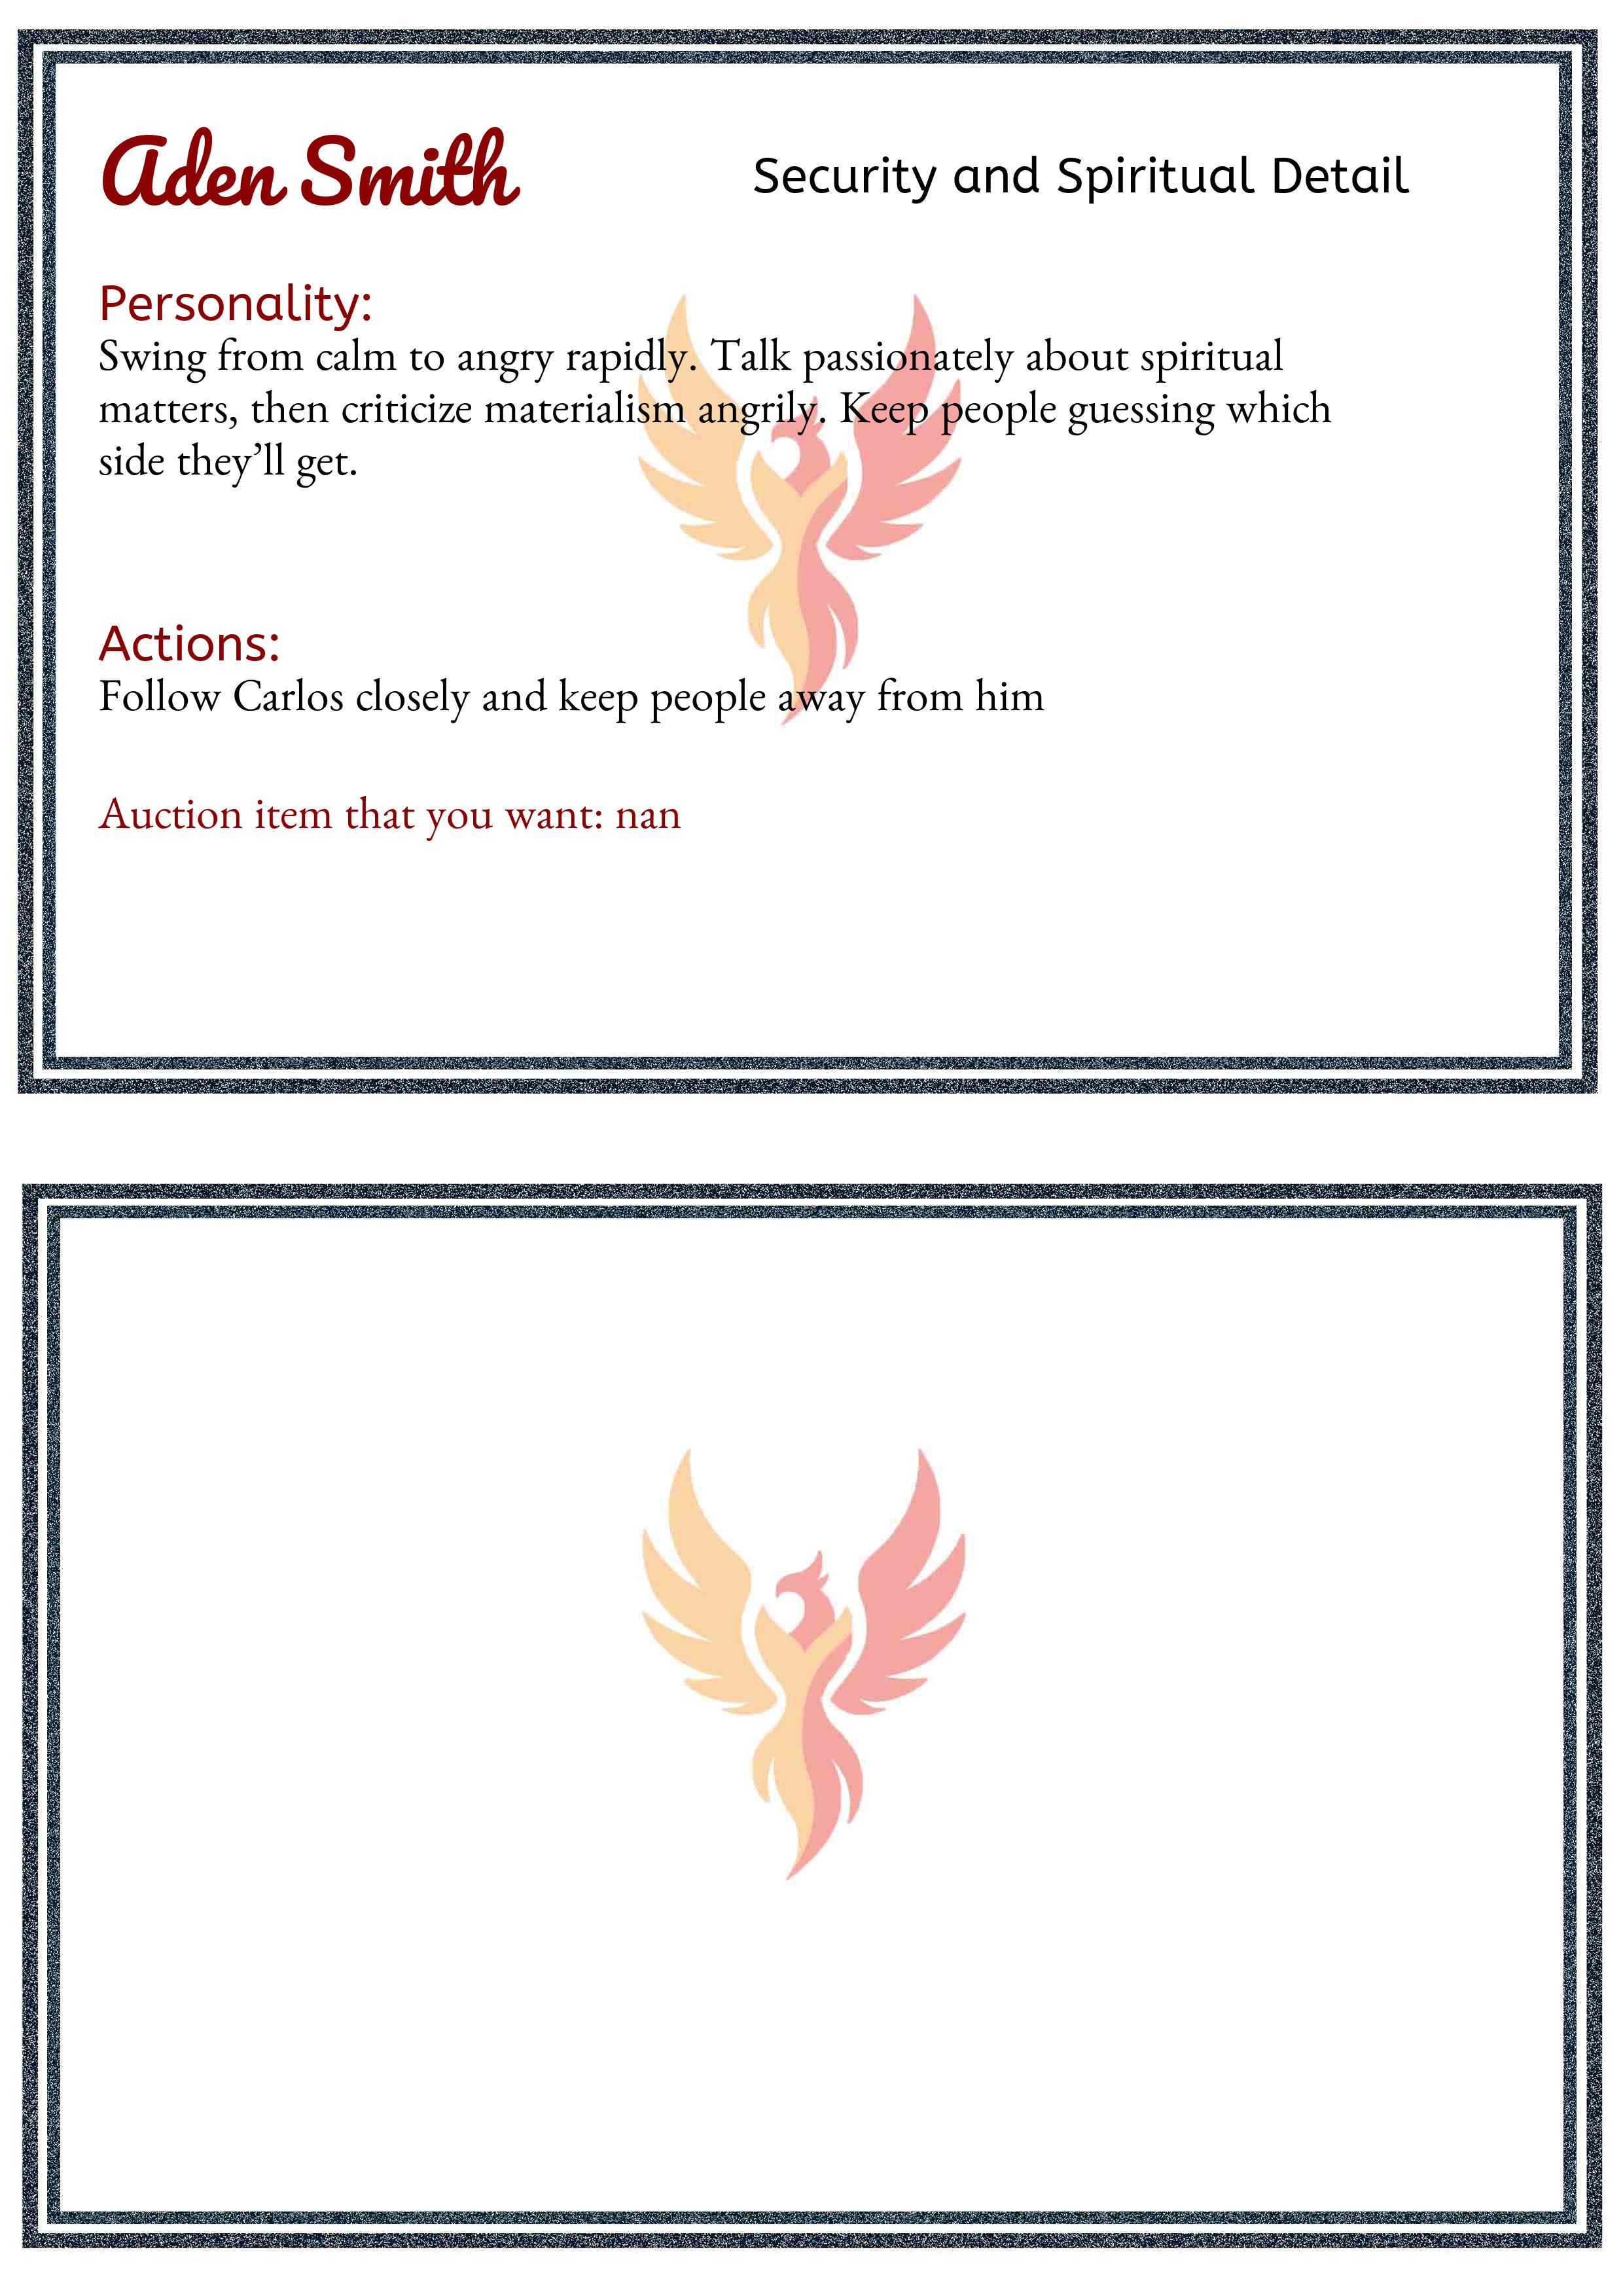 Aden Smith
Security and Spiritual Detail
Personality:
Swing from calm to angry rapidly. Talk passionately about spiritual
matters, then criticize materialism angrily. Keep people guessing which
side they’ll get.
Actions:
Follow Carlos closely and keep people away from him
Auction item that you want: nan